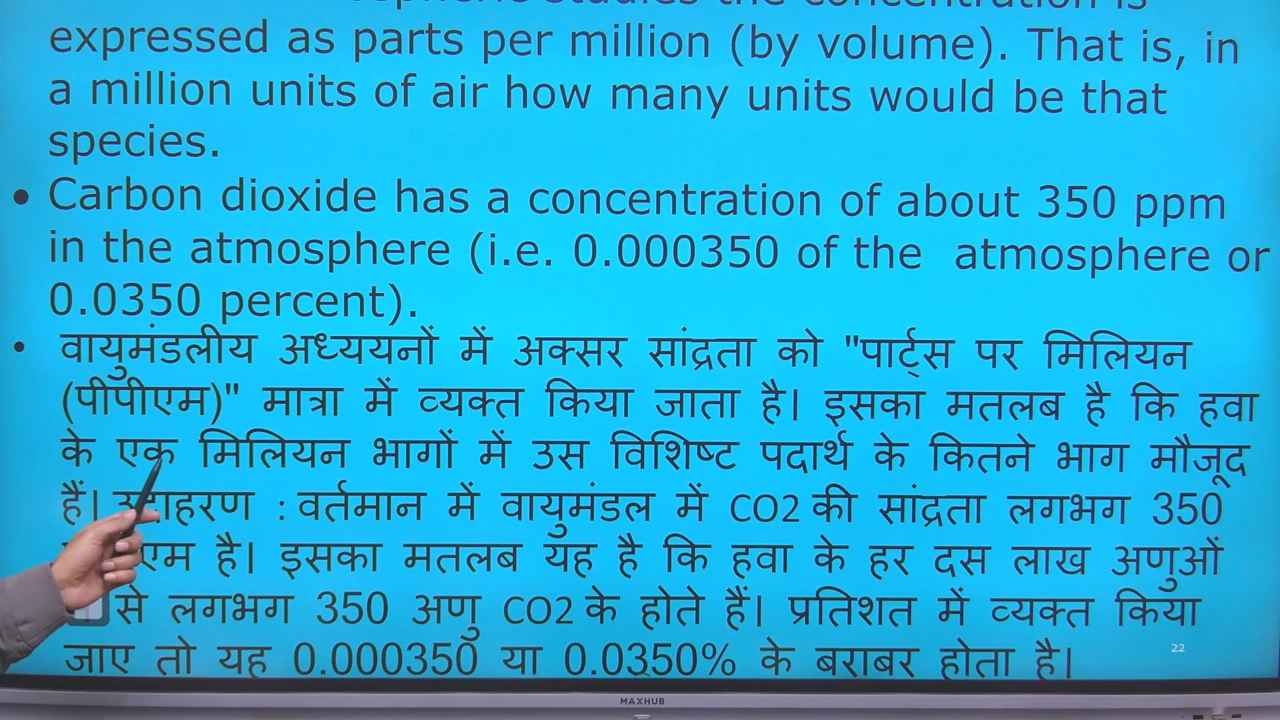 studies the concentration is
expressed as parts per million (by volume). That is, in
a million units of air how many units would be that
species.
• Carbon dioxide has a concentration of about 350 ppm
in the atmosphere (i.e. 0.000350 of the atmosphere or
0.0350 percent).
• वायुमंडलीय अध्ययनों में अक्सर सांद्रता को "पार्ट्स पर मिलियन
(पीपीएम)" मात्रा में व्यक्त किया जाता है। इसका मतलब है कि हवा
के एक मिलियन भागों में उस विशिष्ट पदार्थ के कितने भाग मौजूद
हैं। : वर्तमान में वायुमंडल में CO2 की सांद्रता लगभग 350
है। इसका मतलब यह है कि हवा के हर दस लाख अणुओं
से लगभग 350 अणु CO2 के होते हैं। प्रतिशत में व्यक्त किया
जाए तो यह 0.000350 या 0.0350% के बराबर होता है।
22
MAXHUB